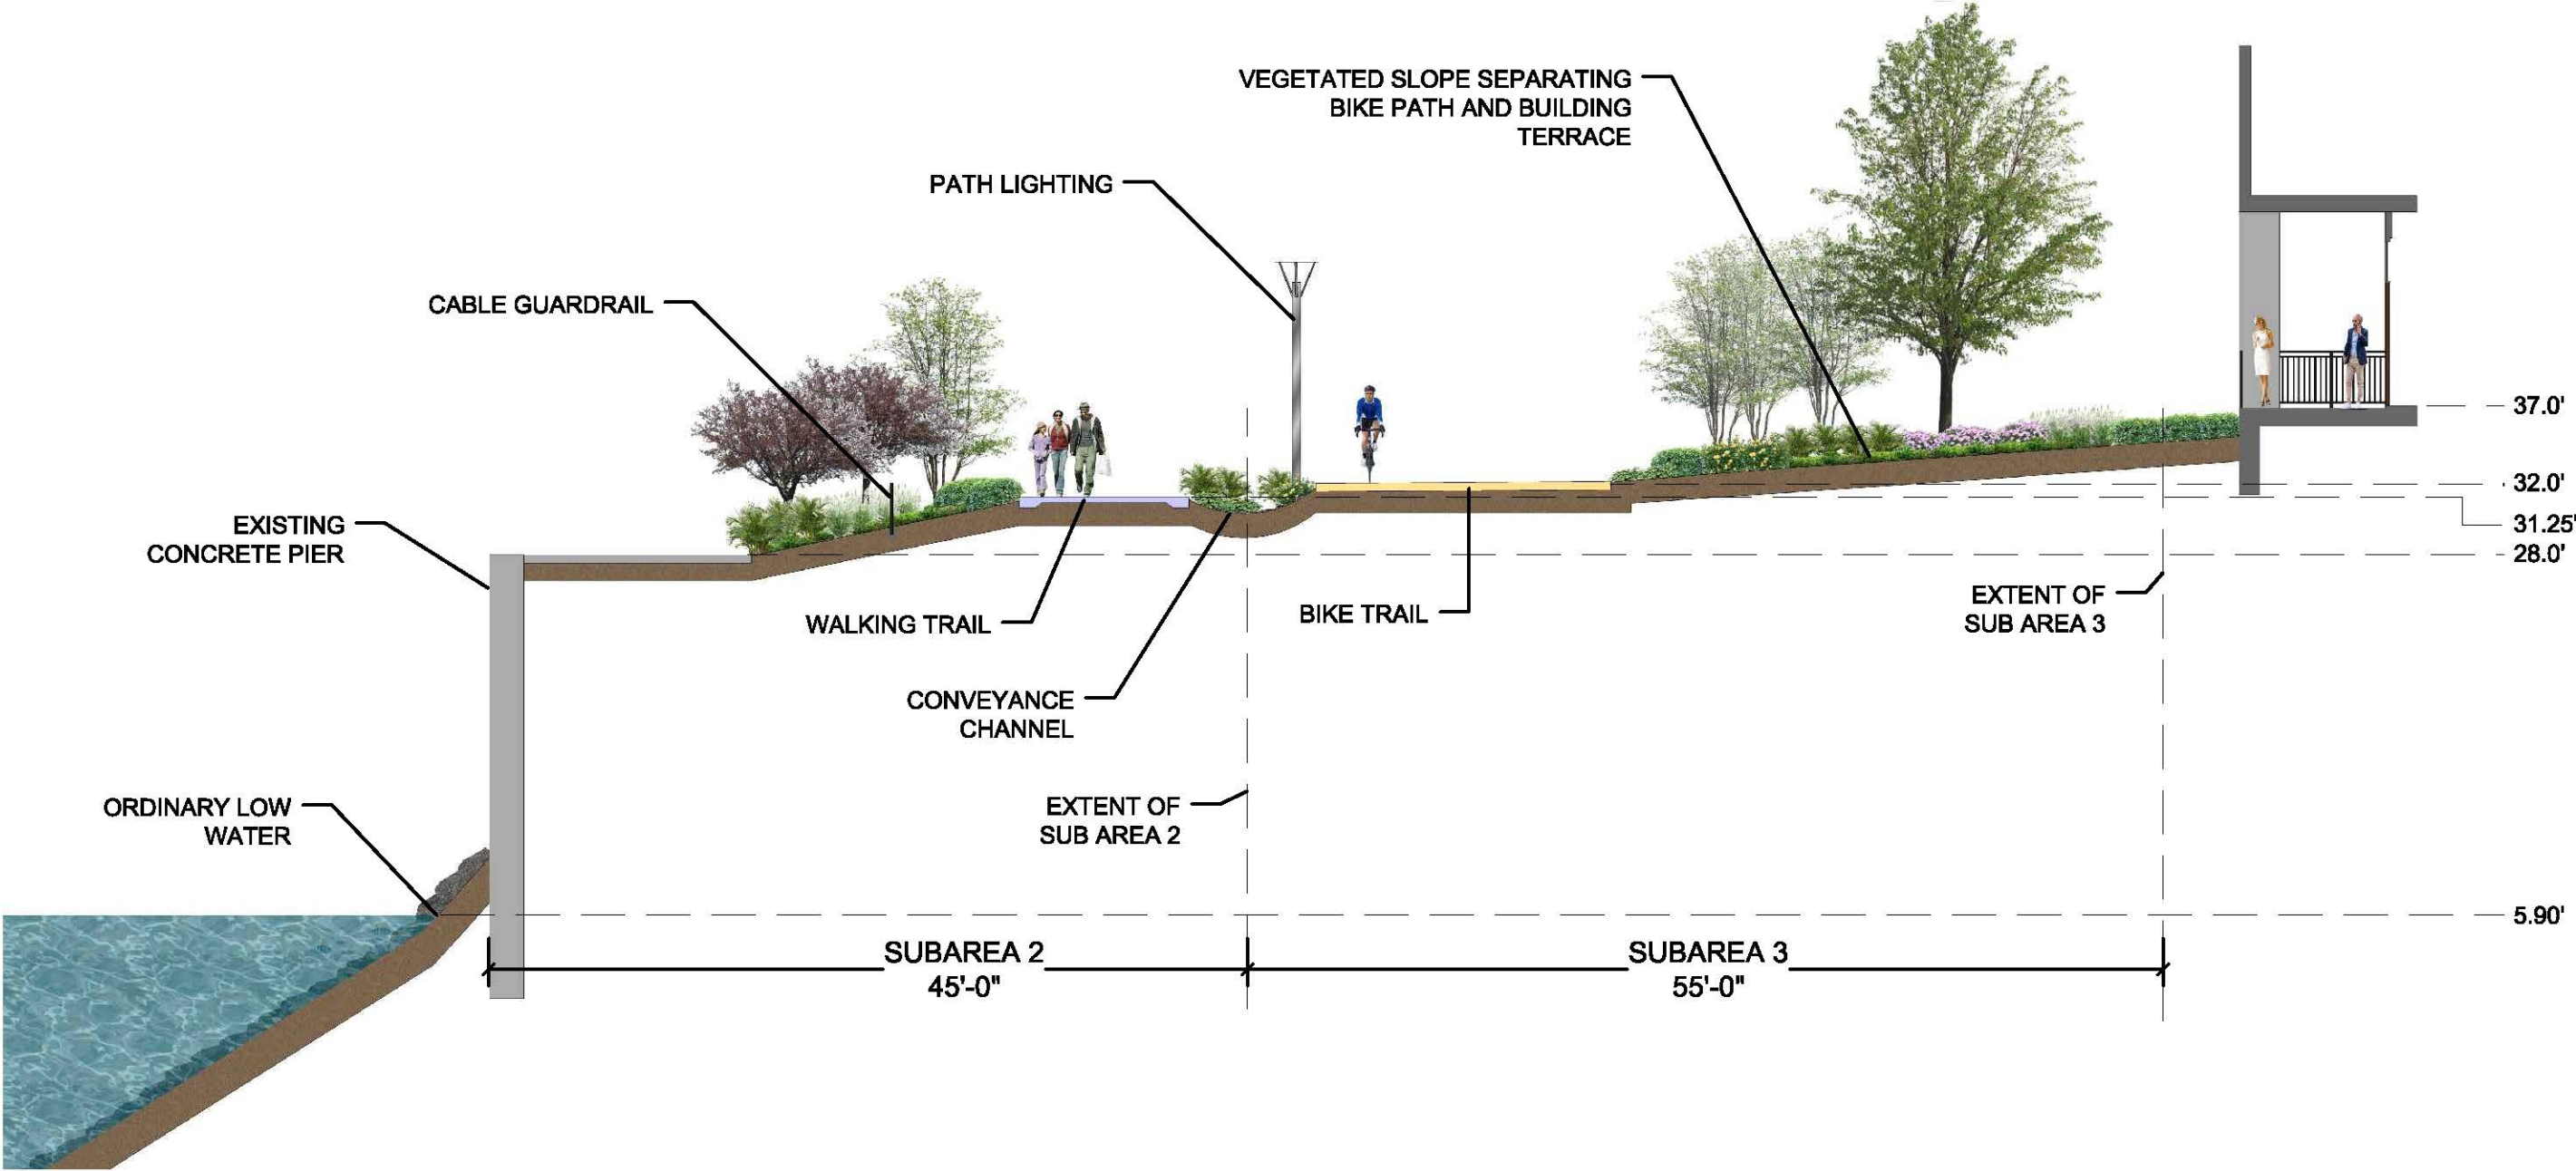 VEGETATED SLOPE SEPARATING
BIKE PATH AND BUILDING
TERRACE
PATH LIGHTING
CABLE GUARDRAIL
37.0'
32.0'
EXISTING
CONCRETE PIER
31.25'
28.0'
WALKING TRAIL
BIKE TRAIL
EXTENT OF
SUB AREA 3
CONVEYANCE
CHANNEL
ORDINARY LOW
WATER
EXTENT OF
SUB AREA 2
5.90'
SUBAREA 2
45'-0"
SUBAREA 3
55'-0"